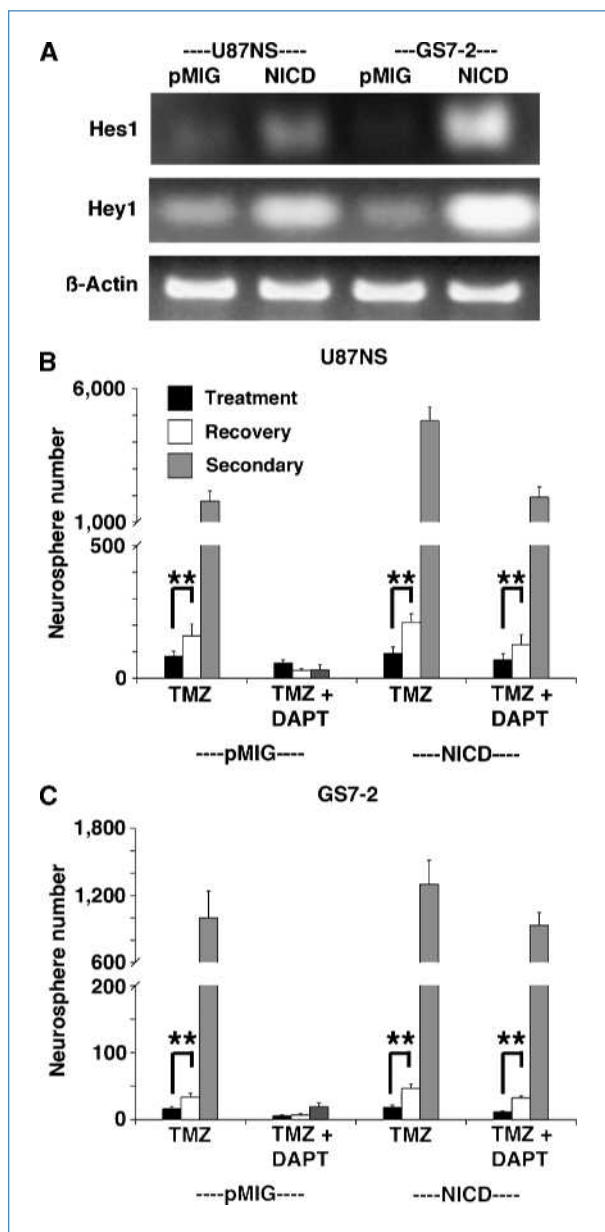 A
----U87NS---- ---GS7-2---
pMIG NICD pMIG NICD
Hes1
Hey1
ß-Actin
B
U87NS
6,000
Treatment
Recovery
Secondary
1,000
500
Neurosphere number
** ** **
0
TMZ TMZ + DAPT TMZ TMZ + DAPT
----pMIG---- ----NICD----
C
GS7-2
1,800
1,200
600
200
Neurosphere number
100
** ** **
0
TMZ TMZ + DAPT TMZ TMZ + DAPT
----pMIG---- ----NICD----